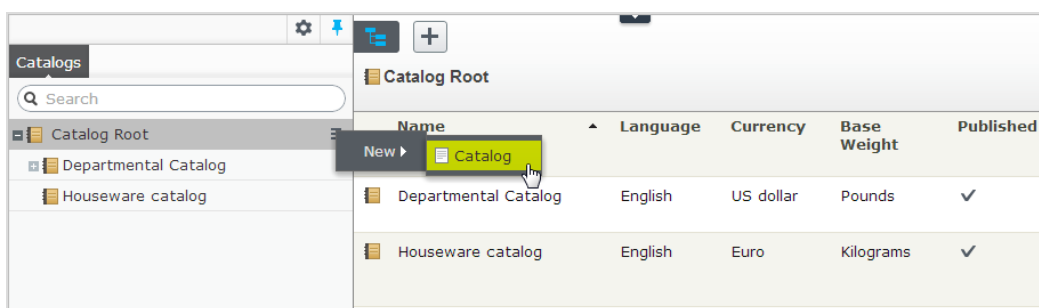 Catalogs
Search
Catalog Root
Departmental Catalog
Houseware catalog
Catalog Root
Name Language Currency Base Weight Published
New Catalog
Departmental Catalog English US dollar Pounds
Houseware catalog English Euro Kilograms